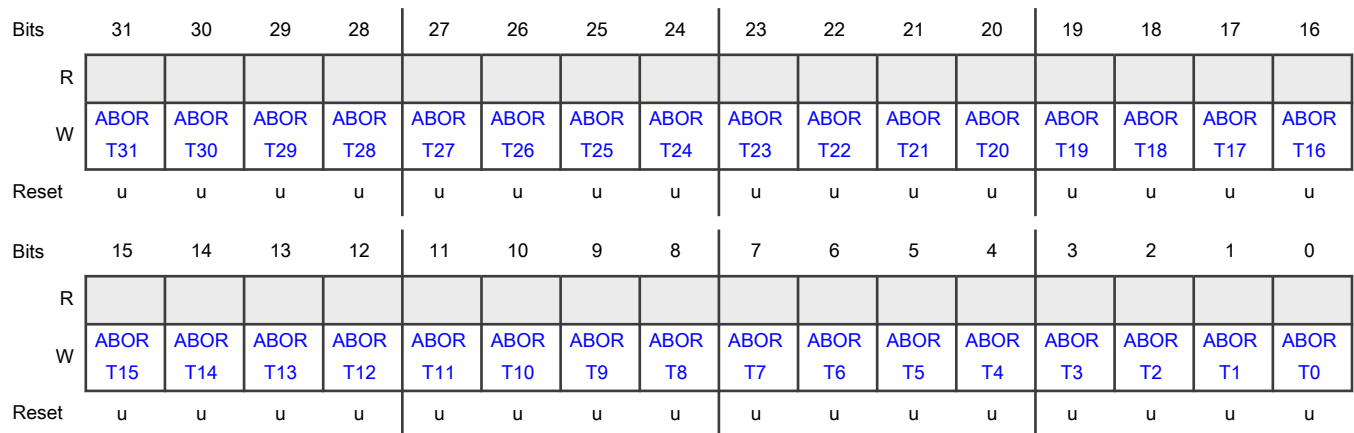 Bits 31 30 29 28 27 26 25 24 23 22 21 20 19 18 17 16
R
W ABOR ABOR ABOR ABOR ABOR ABOR ABOR ABOR ABOR ABOR ABOR ABOR ABOR ABOR ABOR ABOR
T31 T30 T29 T28 T27 T26 T25 T24 T23 T22 T21 T20 T19 T18 T17 T16
Reset u u u u u u u u u u u u u u u u
Bits 15 14 13 12 11 10 9 8 7 6 5 4 3 2 1 0
R
W ABOR ABOR ABOR ABOR ABOR ABOR ABOR ABOR ABOR ABOR ABOR ABOR ABOR ABOR ABOR ABOR
T15 T14 T13 T12 T11 T10 T9 T8 T7 T6 T5 T4 T3 T2 T1 T0
Reset u u u u u u u u u u u u u u u u